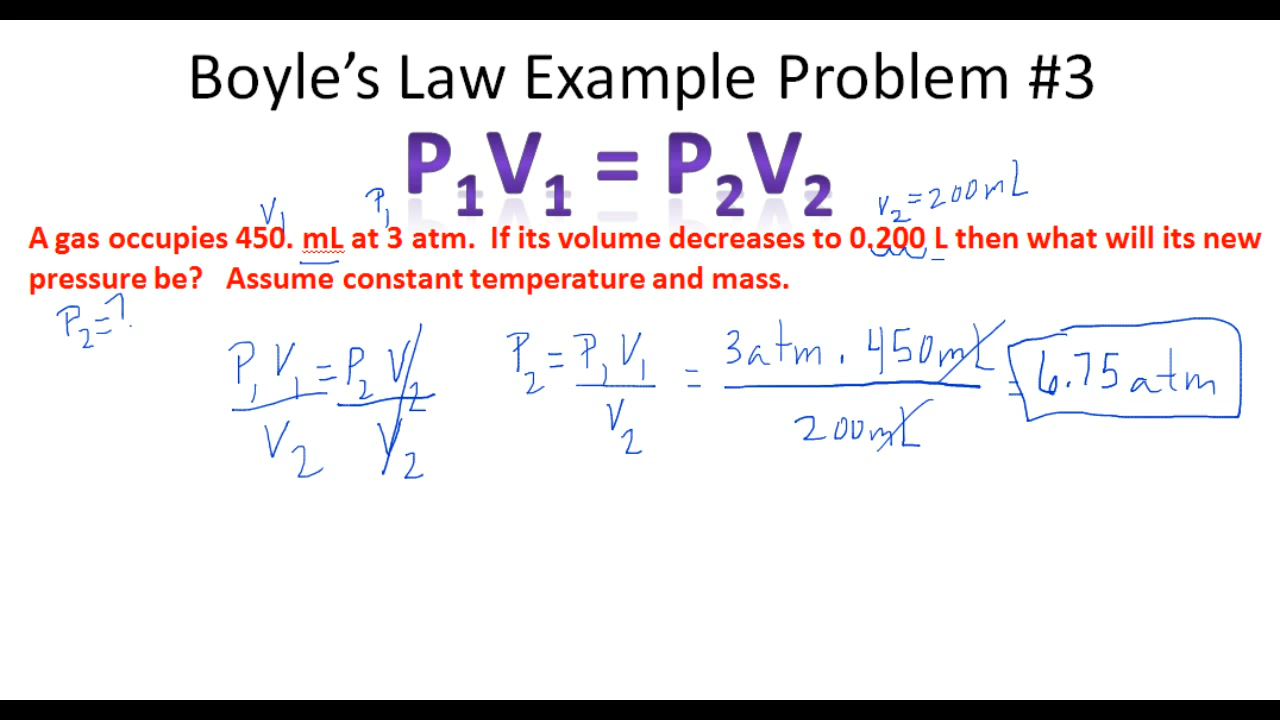 Boyle's Law Example Problem #3
P₁V₁ = P₂V₂
V₁ P₁ V₂=200mL
A gas occupies 450. mL at 3 atm. If its volume decreases to 0.200 L then what will its new
pressure be? Assume constant temperature and mass.
P₂=?
P₁V₁/V₂ = P₂V₂/V₂ P₂ = P₁V₁/V₂ = 3atm · 450mL/200mL = 6.75atm